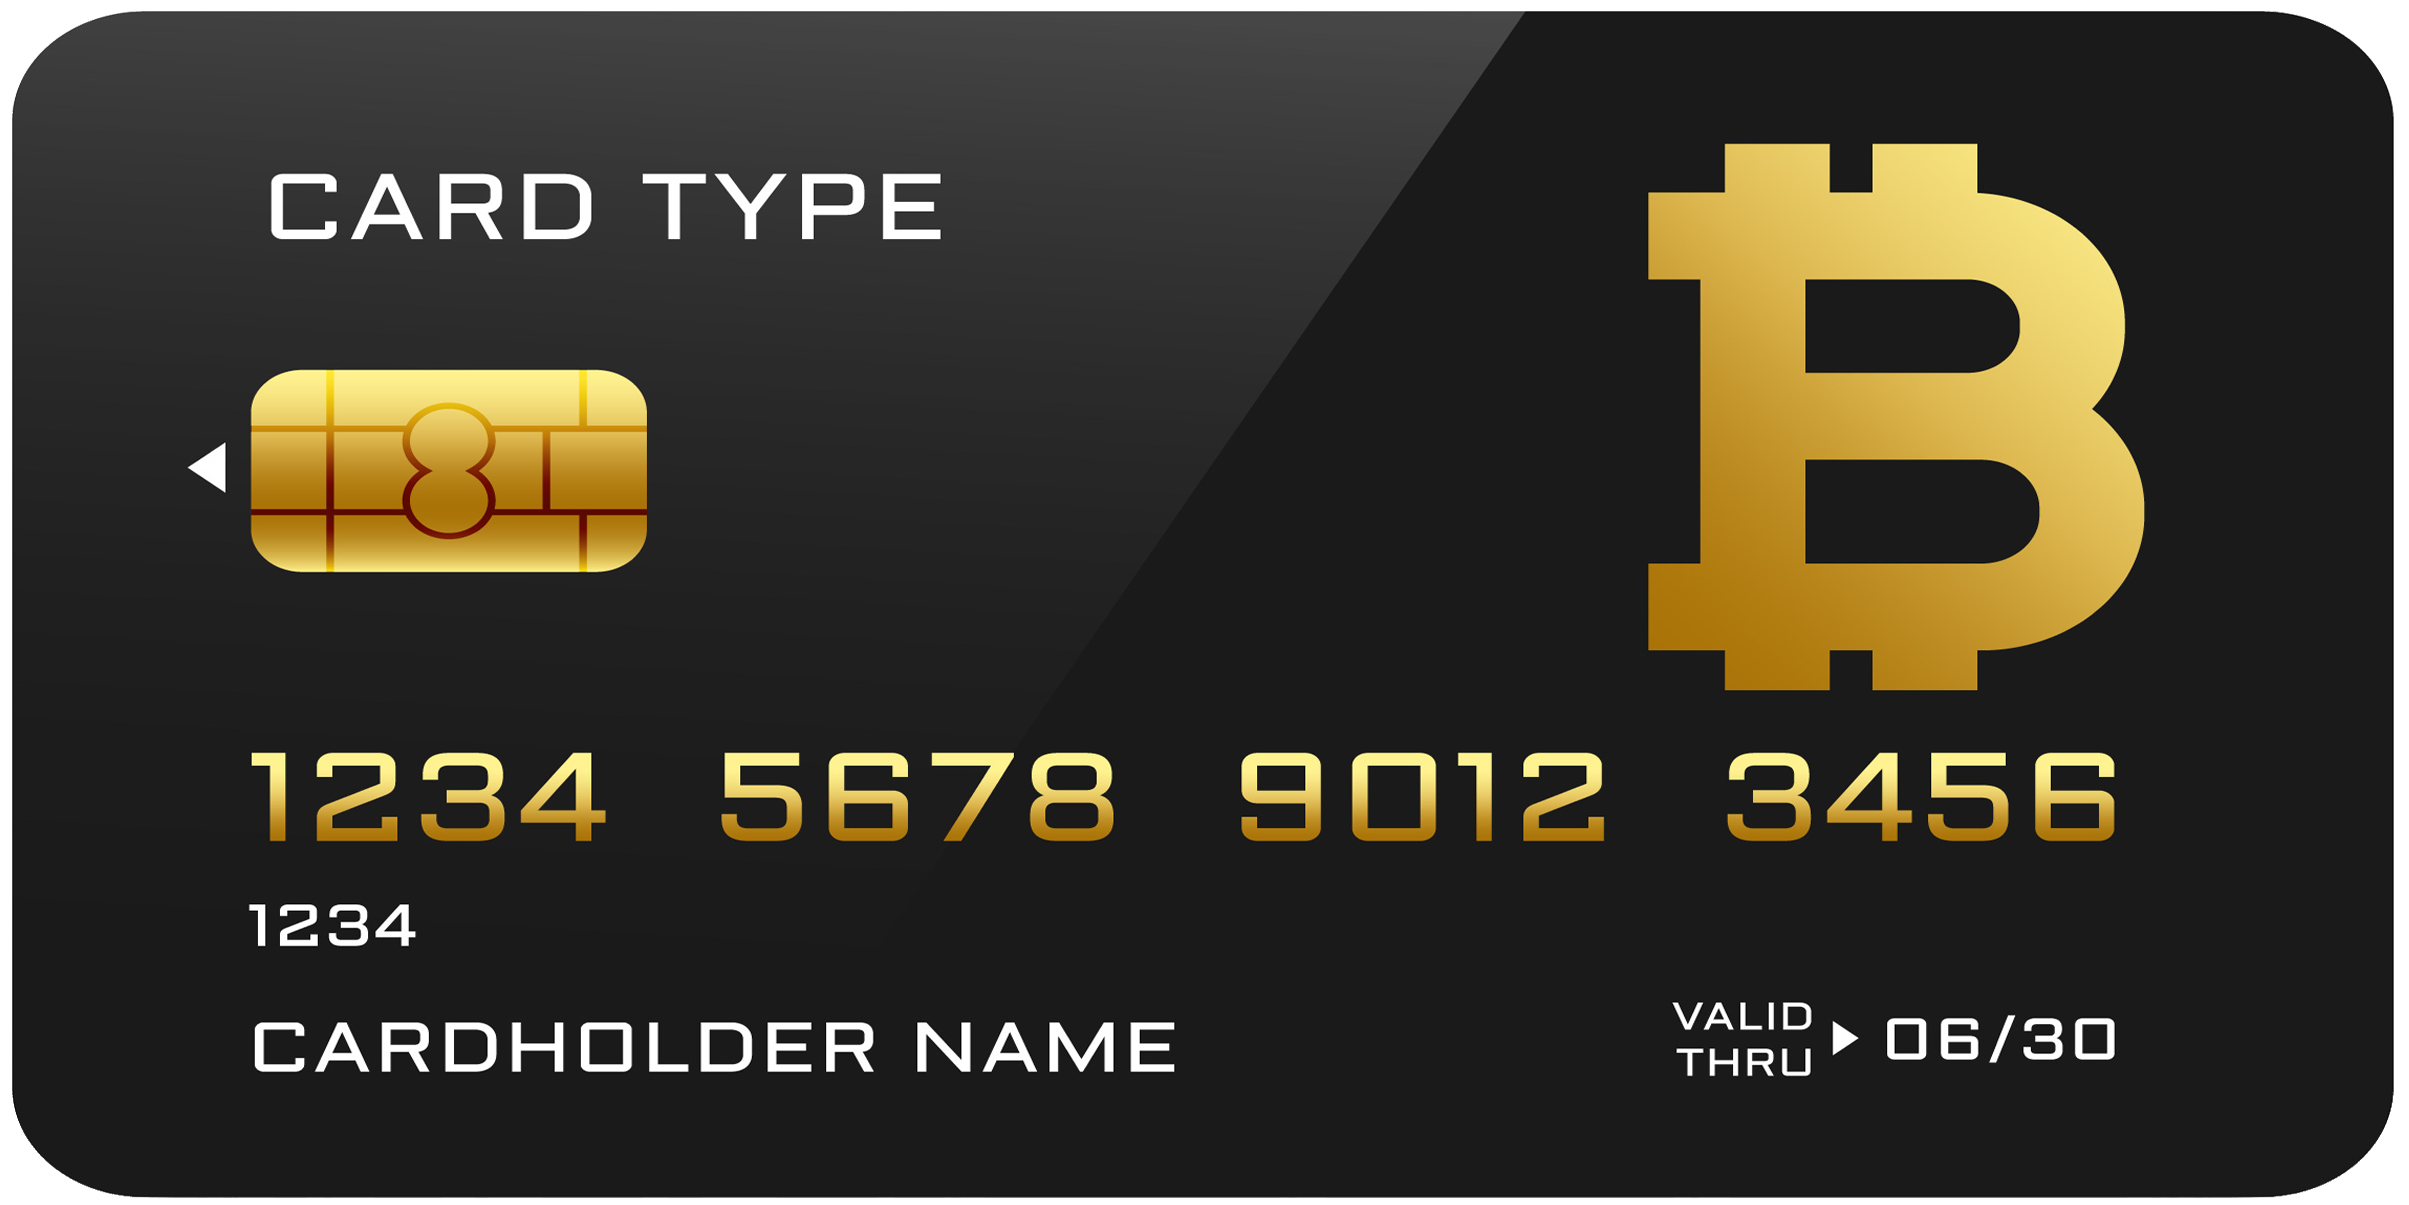 CARD TYPE
1234 5678 9012 3456
1234
CARDHOLDER NAME
VALID
THRU
06/30